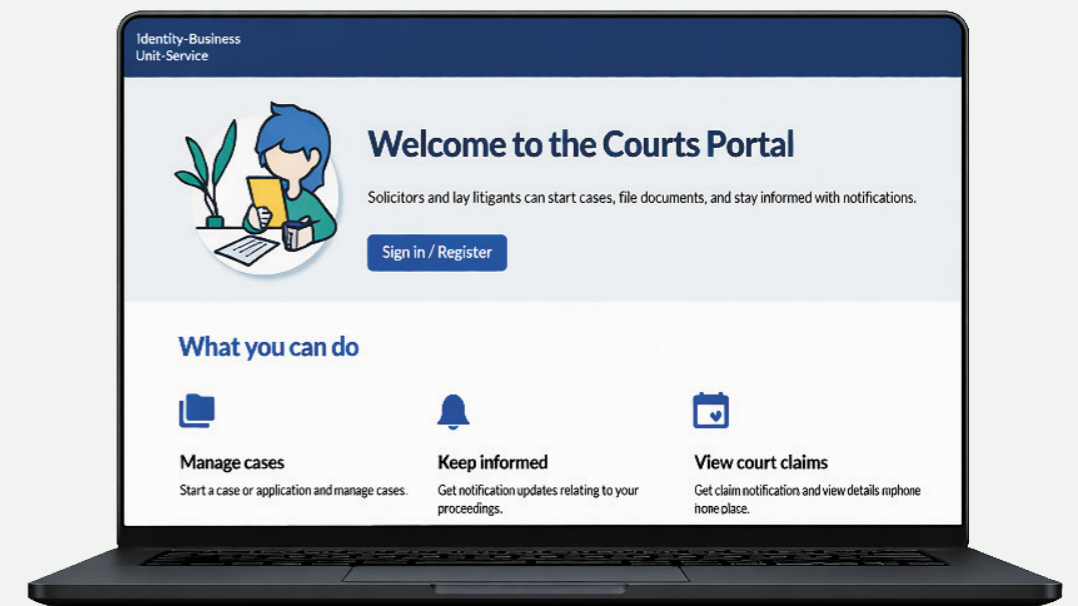 Identity-Business
Unit-Service
Welcome to the Courts Portal
Solicitors and lay litigants can start cases, file documents, and stay informed with notifications.
Sign in / Register
What you can do
Manage cases
Start a case or application and manage cases.
Keep informed
Get notification updates relating to your
proceedings.
View court claims
Get claim notification and view details
place.